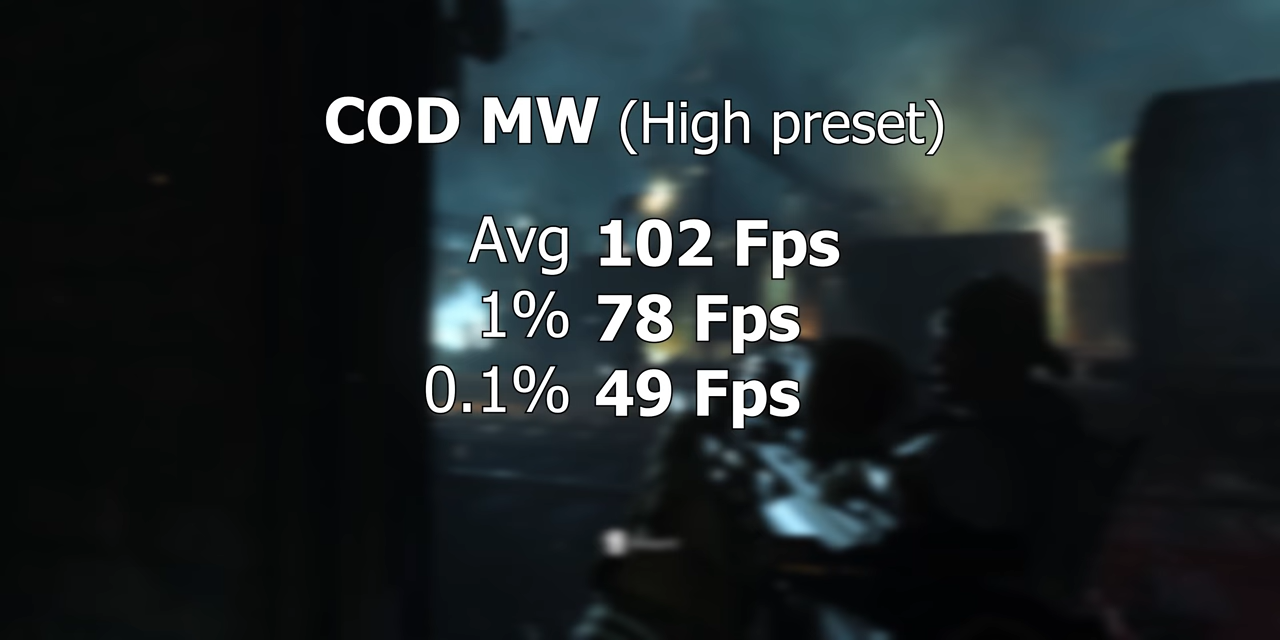 COD MW (High preset)
Avg 102 Fps
1% 78 Fps
0.1% 49 Fps